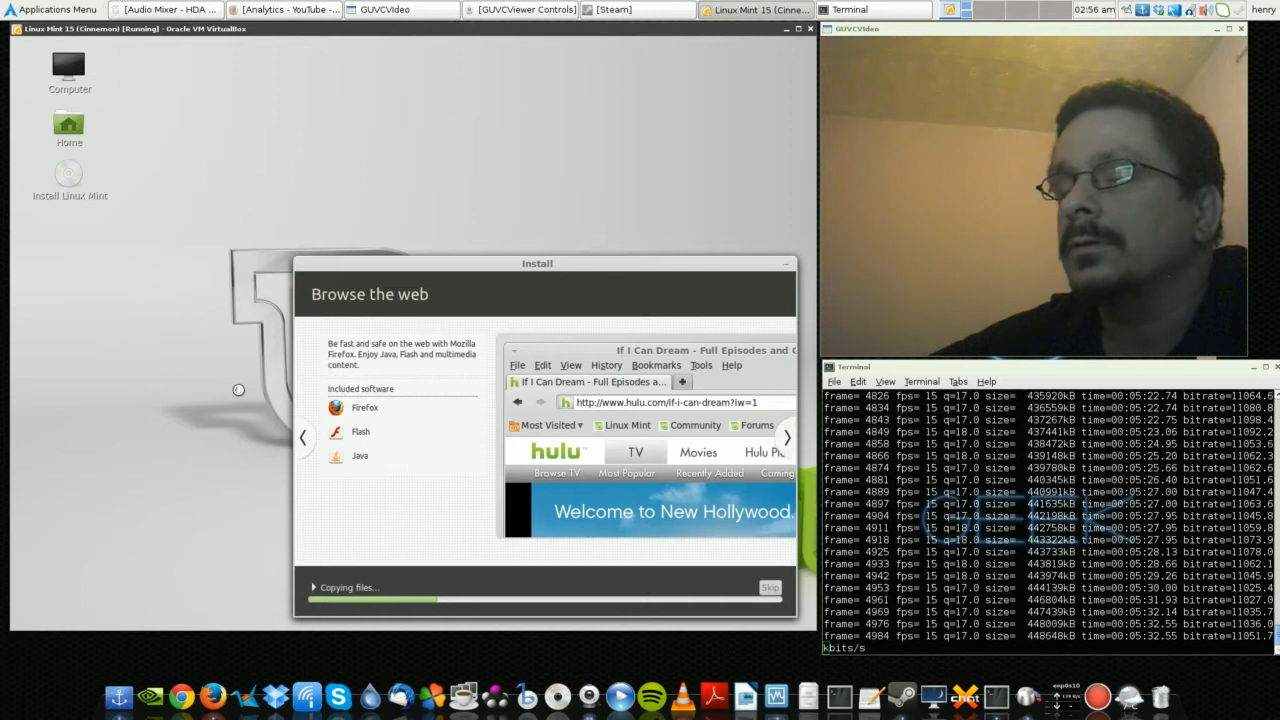 Applications Menu
[Audio Mixer - HDA ...
[Analytics - YouTube -...
GUVCVideo
[GUVCViewer Controls]
[Steam]
Linux Mint 15 (Cinne...
Terminal
02:56 am
henry
Linux Mint 15 (Cinnemon) [Running] - Oracle VM VirtualBox
Computer
Home
Install Linux Mint
Install
Browse the web
Be fast and safe on the web with Mozilla
Firefox. Enjoy Java, Flash and multimedia
content.
Included software
Firefox
Flash
Java
If I Can Dream - Full Episodes and C
File Edit View History Bookmarks Tools Help
If I Can Dream - Full Episodes a...
http://www.hulu.com/if-i-can-dream?iw=1
Most Visited Linux Mint Community Forums
hulu TV Movies Hulu Pl
Browse TV Most Popular Recently Added Coming
Welcome to New Hollywood.
Copying files...
Skip
GUVCVideo
Terminal
File Edit View Terminal Tabs Help
frame= 4826 fps= 15 q=17.0 size=  435920kB time=00:05:22.74 bitrate=11064.6
frame= 4834 fps= 15 q=17.0 size=  436559kB time=00:05:22.74 bitrate=11080.8
frame= 4843 fps= 15 q=17.0 size=  437267kB time=00:05:22.74 bitrate=11098.4
frame= 4849 fps= 15 q=18.0 size=  437441kB time=00:05:23.06 bitrate=11092.2
frame= 4858 fps= 15 q=17.0 size=  438472kB time=00:05:24.95 bitrate=11053.6
frame= 4866 fps= 15 q=18.0 size=  439148kB time=00:05:25.20 bitrate=11062.3
frame= 4874 fps= 15 q=17.0 size=  439780kB time=00:05:25.66 bitrate=11062.6
frame= 4881 fps= 15 q=17.0 size=  440345kB time=00:05:26.40 bitrate=11051.6
frame= 4889 fps= 15 q=17.0 size=  440991kB time=00:05:27.00 bitrate=11047.4
frame= 4897 fps= 15 q=17.0 size=  441635kB time=00:05:27.00 bitrate=11063.6
frame= 4904 fps= 15 q=17.0 size=  442198kB time=00:05:27.95 bitrate=11045.8
frame= 4911 fps= 15 q=18.0 size=  442758kB time=00:05:27.95 bitrate=11059.8
frame= 4918 fps= 15 q=18.0 size=  443322kB time=00:05:27.95 bitrate=11073.9
frame= 4925 fps= 15 q=17.0 size=  443733kB time=00:05:28.13 bitrate=11078.0
frame= 4933 fps= 15 q=18.0 size=  443819kB time=00:05:28.66 bitrate=11062.1
frame= 4942 fps= 15 q=18.0 size=  443974kB time=00:05:29.26 bitrate=11045.9
frame= 4953 fps= 15 q=17.0 size=  444139kB time=00:05:30.00 bitrate=11025.4
frame= 4961 fps= 15 q=17.0 size=  446804kB time=00:05:31.93 bitrate=11027.0
frame= 4969 fps= 15 q=17.0 size=  447439kB time=00:05:32.14 bitrate=11035.7
frame= 4976 fps= 15 q=17.0 size=  448009kB time=00:05:32.55 bitrate=11036.0
frame= 4984 fps= 15 q=17.0 size=  448648kB time=00:05:32.55 bitrate=11051.7
kbits/s
GEEK
chat
enp0s10